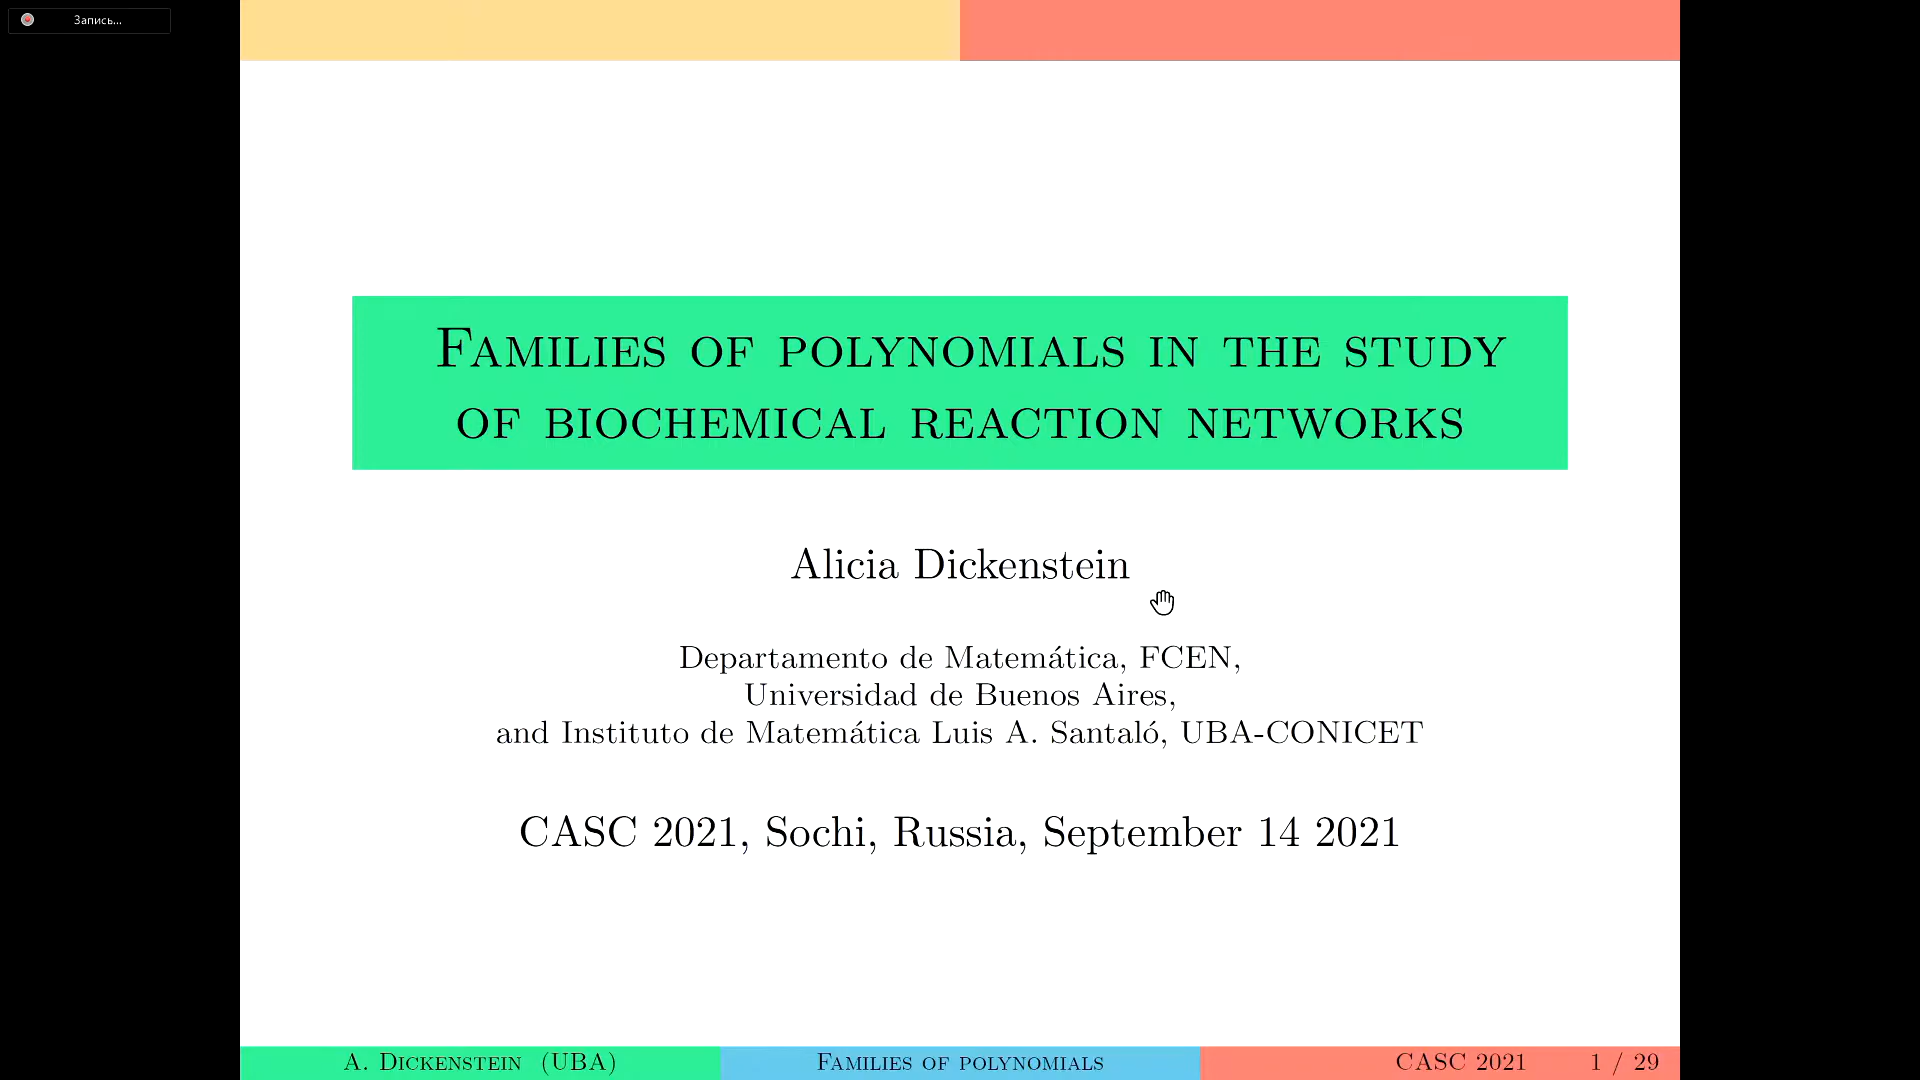 Запись...
Families of polynomials in the study
of biochemical reaction networks
Alicia Dickenstein
Departamento de Matemática, FCEN,
Universidad de Buenos Aires,
and Instituto de Matemática Luis A. Santaló, UBA-CONICET
CASC 2021, Sochi, Russia, September 14 2021
A. Dickenstein (UBA) Families of polynomials CASC 2021 1 / 29